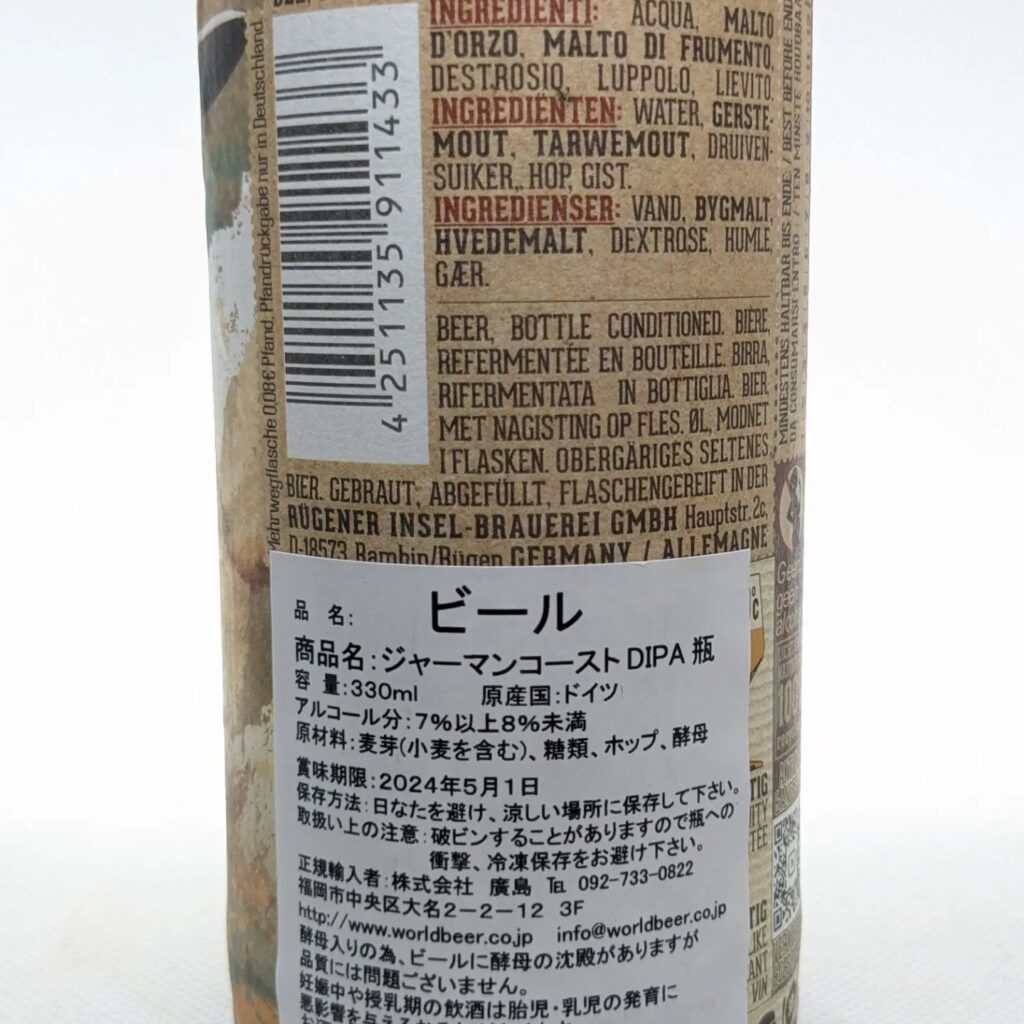 INGREDIENTI: ACQUA, MALTO
D'ORZO, MALTO DI FRUMENTO,
DESTROSIO, LUPPOLO, LIEVITO.
INGREDIËNTEN: WATER, GERSTE-
MOUT, TARWEMOUT, DRUIVEN-
SUIKER, HOP, GIST.
INGREDIENSER: VAND, BYGMALT,
HVEDEMALT, DEXTROSE, HUMLE,
GÆR.
BEER, BOTTLE CONDITIONED. BIÈRE,
REFERMENTÉE EN BOUTEILLE. BIRRA,
RIFERMENTATA IN BOTTIGLIA. BIER,
MET NAGISTING OP FLES. ØL, MODNET
I FLASKEN. OBERGÄRIGES SELTENES
BIER. GEBRAUT, ABGEFÜLLT, FLASCHENGEREIFT IN DER
RÜGENER INSEL-BRAUEREI GMBH Hauptstr. 2c,
D-18573 Rambin/Rügen GERMANY / ALLEMAGNE
4 251135 911433
Mehrwegflasche 0,08€ Pfand. Pfandrückgabe nur in Deutschland.
MINDESTENS HALTBAR BIS ENDE: / BEST BEFORE END
DA CONSUMARSI ENTRO: / TEN MINSTE HOUDBAAR
品 名: ビール
商品名:ジャーマンコースト DIPA 瓶
容 量:330ml 原産国:ドイツ
アルコール分:7%以上8%未満
原材料:麦芽(小麦を含む)、糖類、ホップ、酵母
賞味期限:2024年5月1日
保存方法:日なたを避け、涼しい場所に保存して下さい。
取扱い上の注意:破ビンすることがありますので瓶への
衝撃、冷凍保存をお避け下さい。
正規輸入者:株式会社 廣島 ℡ 092-733-0822
福岡市中央区大名2-2-12 3F
http://www.worldbeer.co.jp info@worldbeer.co.jp
酵母入りの為、ビールに酵母の沈殿がありますが
品質には問題ございません。
妊娠中や授乳期の飲酒は胎児・乳児の発育に